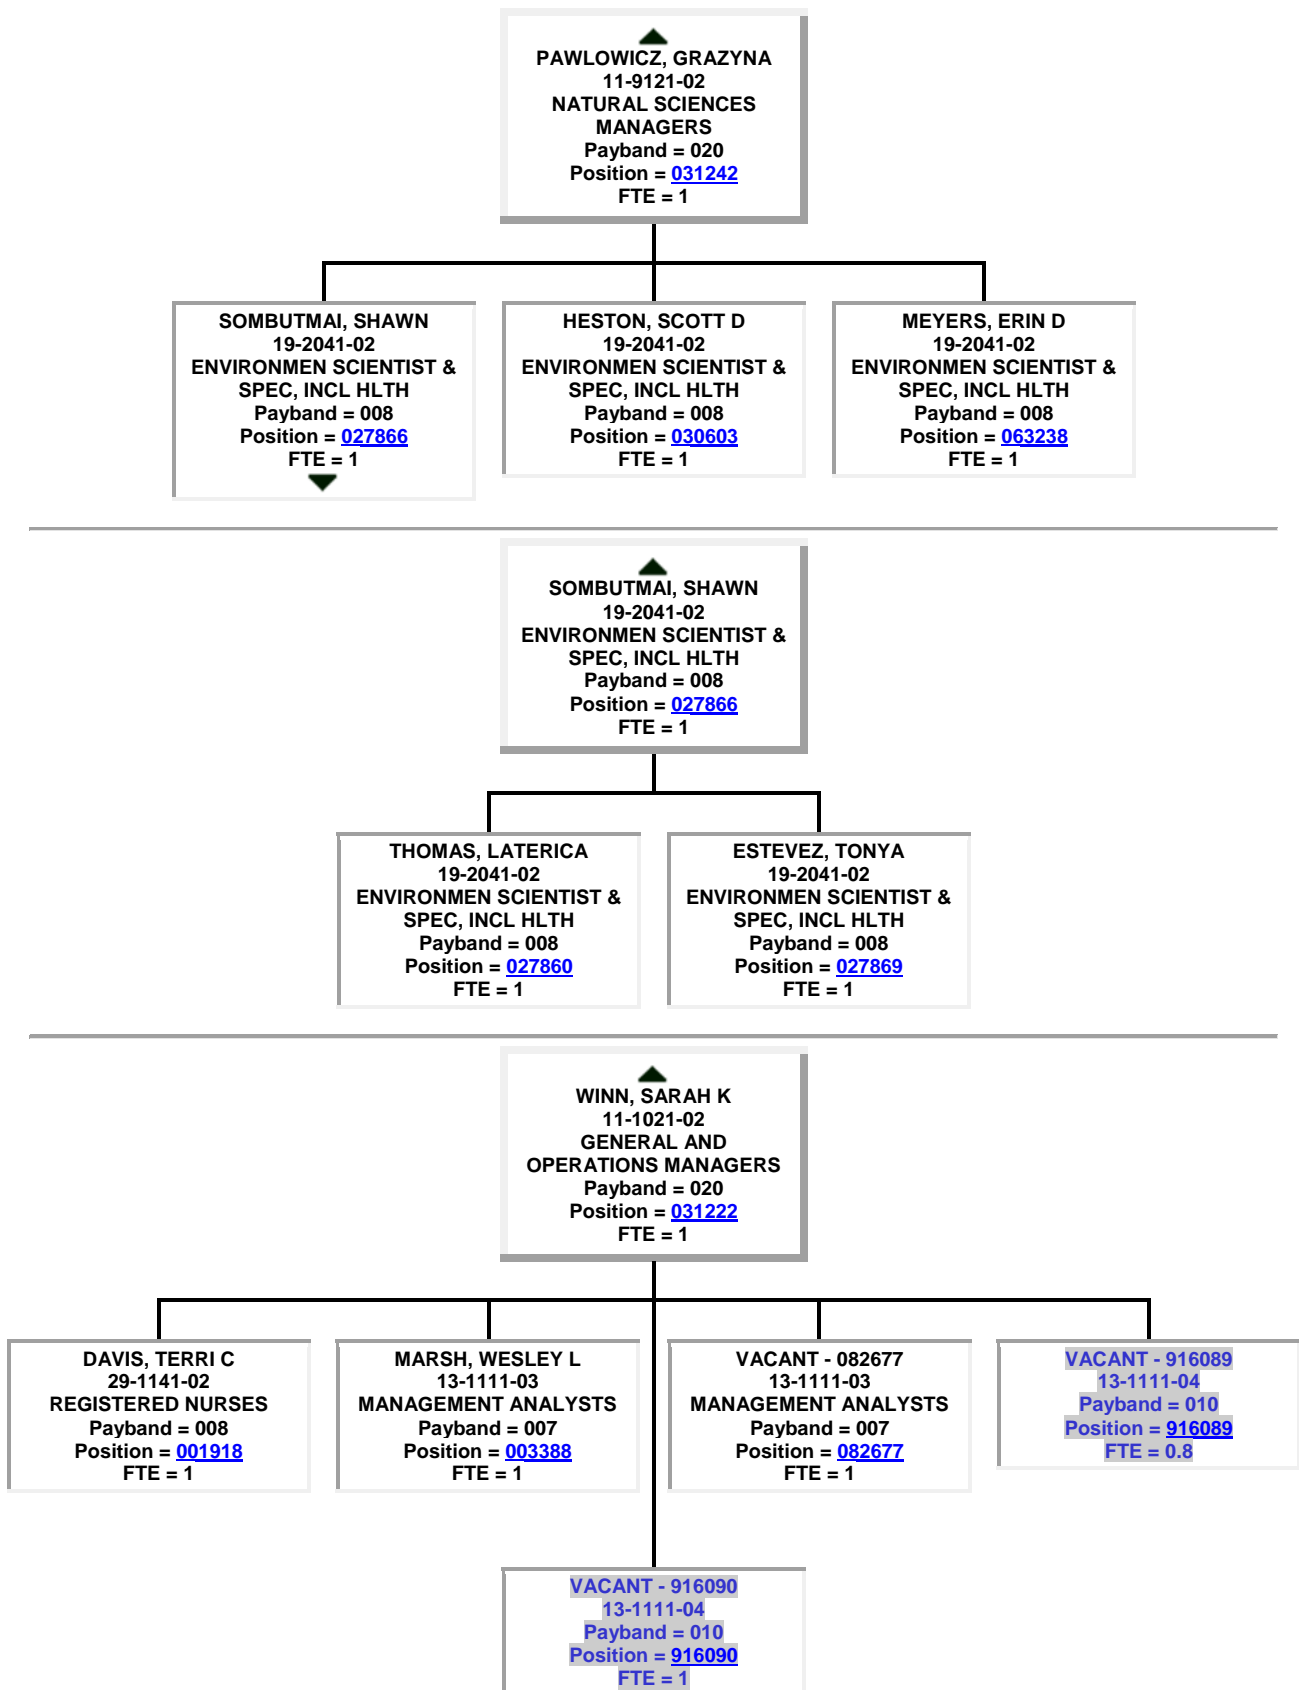 PAWLOWICZ, GRAZYNA
11-9121-02
NATURAL SCIENCES
MANAGERS
Payband = 020
Position = 031242
FTE = 1
SOMBUTMAI, SHAWN
19-2041-02
ENVIRONMEN SCIENTIST &
SPEC, INCL HLTH
Payband = 008
Position = 027866
FTE = 1
HESTON, SCOTT D
19-2041-02
ENVIRONMEN SCIENTIST &
SPEC, INCL HLTH
Payband = 008
Position = 030603
FTE = 1
MEYERS, ERIN D
19-2041-02
ENVIRONMEN SCIENTIST &
SPEC, INCL HLTH
Payband = 008
Position = 063238
FTE = 1
SOMBUTMAI, SHAWN
19-2041-02
ENVIRONMEN SCIENTIST &
SPEC, INCL HLTH
Payband = 008
Position = 027866
FTE = 1
THOMAS, LATERICA
19-2041-02
ENVIRONMEN SCIENTIST &
SPEC, INCL HLTH
Payband = 008
Position = 027860
FTE = 1
ESTEVEZ, TONYA
19-2041-02
ENVIRONMEN SCIENTIST &
SPEC, INCL HLTH
Payband = 008
Position = 027869
FTE = 1
WINN, SARAH K
11-1021-02
GENERAL AND
OPERATIONS MANAGERS
Payband = 020
Position = 031222
FTE = 1
DAVIS, TERRI C
29-1141-02
REGISTERED NURSES
Payband = 008
Position = 001918
FTE = 1
MARSH, WESLEY L
13-1111-03
MANAGEMENT ANALYSTS
Payband = 007
Position = 003388
FTE = 1
VACANT - 082677
13-1111-03
MANAGEMENT ANALYSTS
Payband = 007
Position = 082677
FTE = 1
VACANT - 916089
13-1111-04
Payband = 010
Position = 916089
FTE = 0.8
VACANT - 916090
13-1111-04
Payband = 010
Position = 916090
FTE = 1